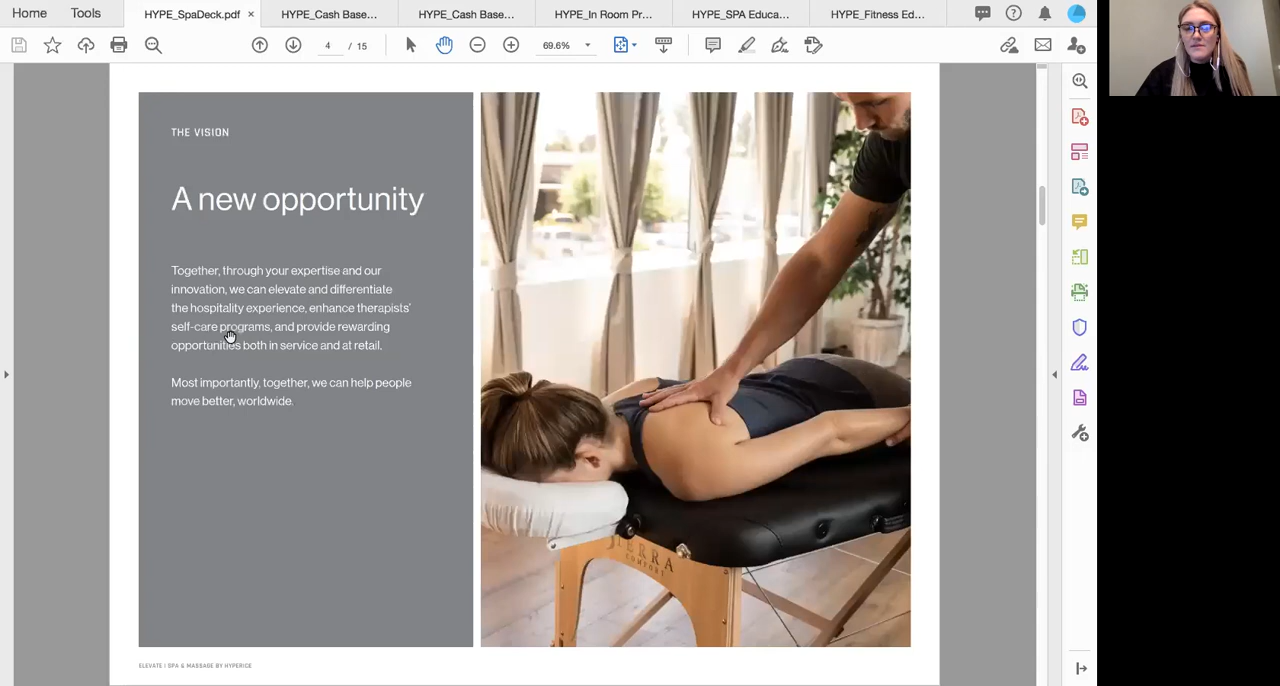 Home
Tools
HYPE_SpaDeck.pdf
HYPE_Cash Base...
HYPE_Cash Base...
HYPE_In Room Pr...
HYPE_SPA Educa...
HYPE_Fitness Ed...
4 / 15
69.6%
THE VISION
A new opportunity
Together, through your expertise and our
innovation, we can elevate and differentiate
the hospitality experience, enhance therapists'
self-care programs, and provide rewarding
opportunities both in service and at retail.
Most importantly, together, we can help people
move better, worldwide.
SIERRA
COMFORT
ELEVATE | SPA & MASSAGE BY HYPERICE